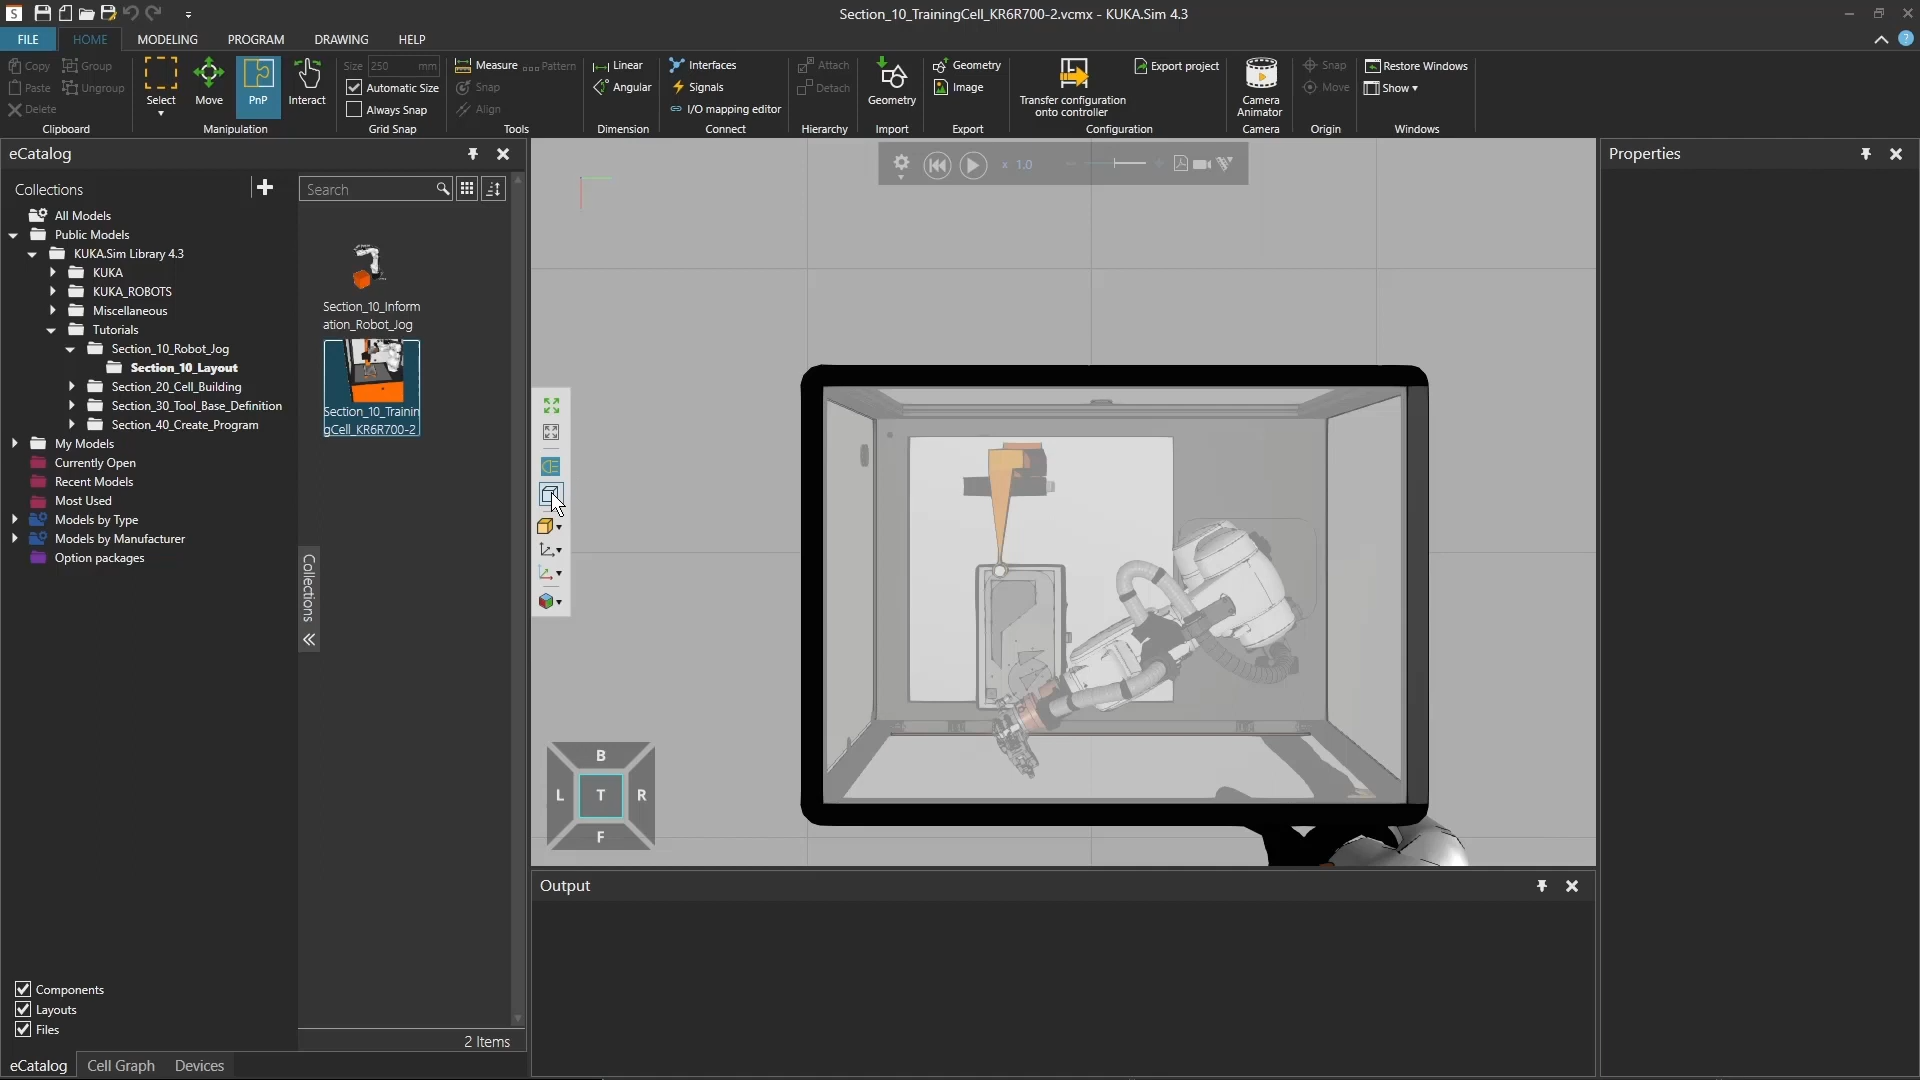 S
Section_10_TrainingCell_KR6R700-2.vcmx - KUKA.Sim 4.3
FILE HOME MODELING PROGRAM DRAWING HELP
?
Copy Group
Paste Ungroup
Delete
Clipboard
Select Move PnP Interact
Manipulation
Size 250 mm
Automatic Size
Always Snap
Grid Snap
Measure Pattern
Snap
Align
Tools
Linear
Angular
Dimension
Interfaces
Signals
I/O mapping editor
Connect
Attach
Detach
Hierarchy
Geometry
Import
Geometry
Image
Export
Transfer configuration
onto controller
Export project
Configuration
Camera
Animator
Camera
Snap
Move
Origin
Restore Windows
Show
Windows
eCatalog
Collections
Search
All Models
Public Models
KUKA.Sim Library 4.3
KUKA
KUKA_ROBOTS
Miscellaneous
Tutorials
Section_10_Robot_Jog
Section_10_Layout
Section_20_Cell_Building
Section_30_Tool_Base_Definition
Section_40_Create_Program
My Models
Currently Open
Recent Models
Most Used
Models by Type
Models by Manufacturer
Option packages
Section_10_Inform
ation_Robot_Jog
Section_10_Trainin
gCell_KR6R700-2
Collections
Components
Layouts
Files
2 Items
eCatalog Cell Graph Devices
x 1.0
B
L T R
F
Output
Properties